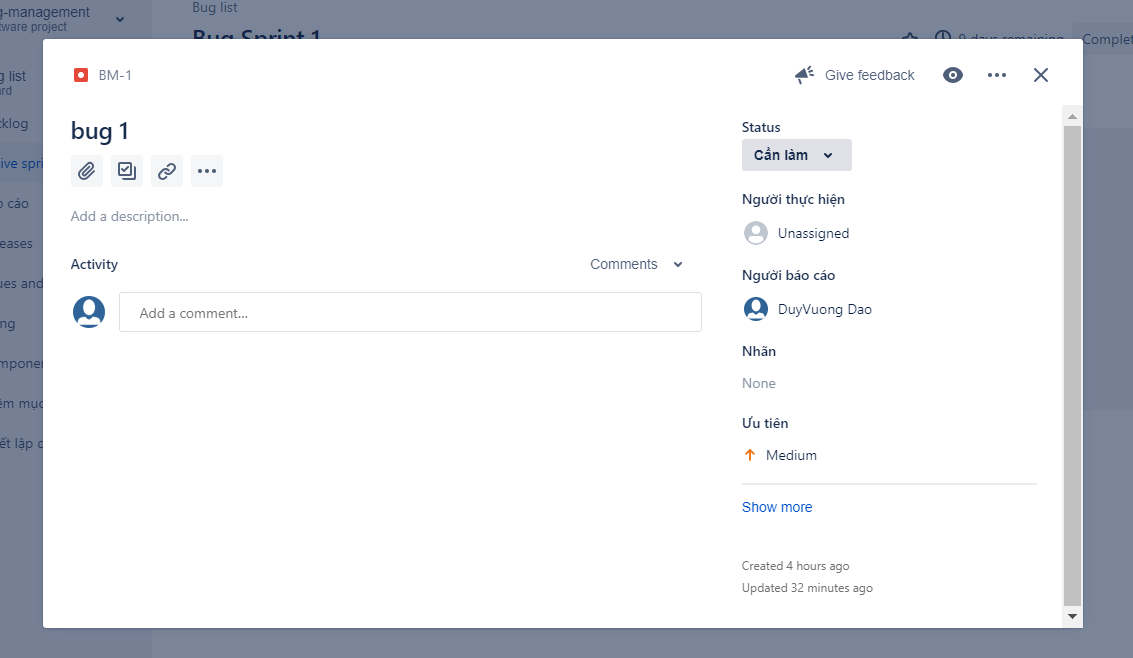 g-management
tware project
Bug list
Bug Sprint 1
9 days remaining
Complet
g list
ard
cklog
ive spri
o cáo
eases
ues and
ng
mponen
êm mục
ết lập c
BM-1
Give feedback
bug 1
Add a description...
Activity
Comments
Add a comment...
Status
Cần làm
Người thực hiện
Unassigned
Người báo cáo
DuyVuong Dao
Nhãn
None
Ưu tiên
Medium
Show more
Created 4 hours ago
Updated 32 minutes ago